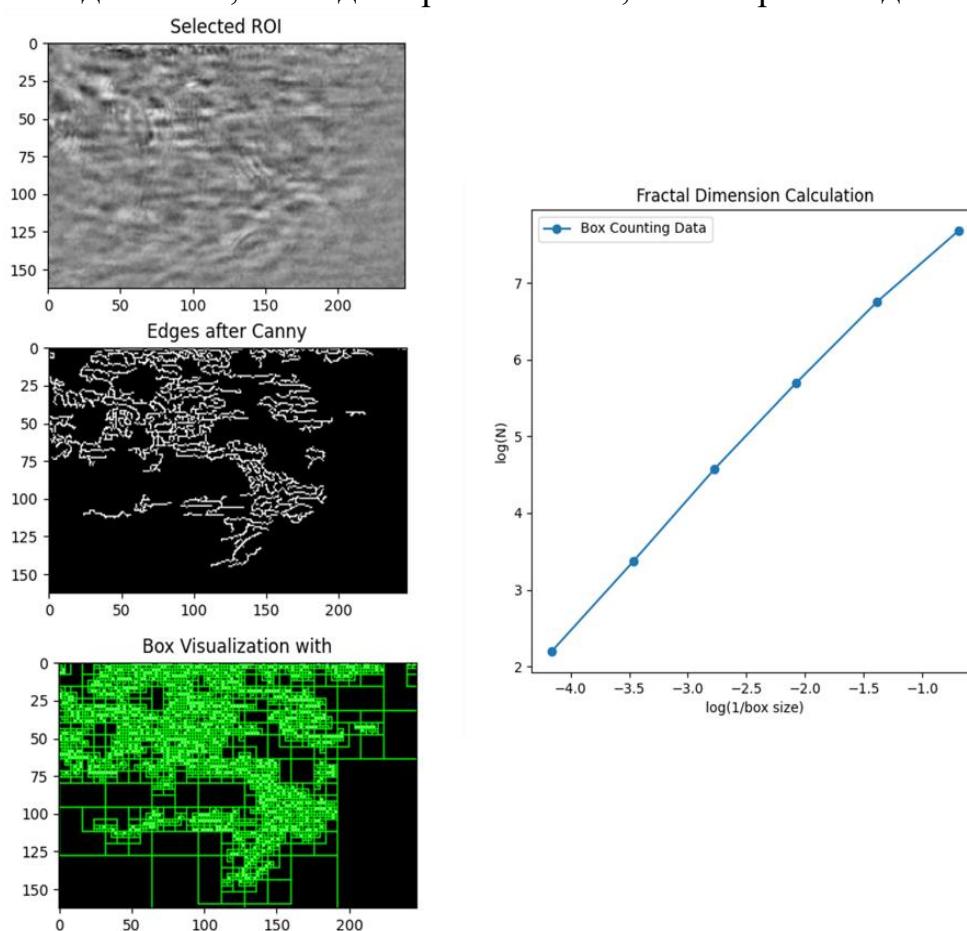 Selected ROI
0
25
50
75
100
125
150
0 50 100 150 200
Edges after Canny
0
25
50
75
100
125
150
0 50 100 150 200
Box Visualization with
0
25
50
75
100
125
150
0 50 100 150 200
Fractal Dimension Calculation
Box Counting Data
log(N)
7
6
5
4
3
2
−4.0 −3.5 −3.0 −2.5 −2.0 −1.5 −1.0
log(1/box size)